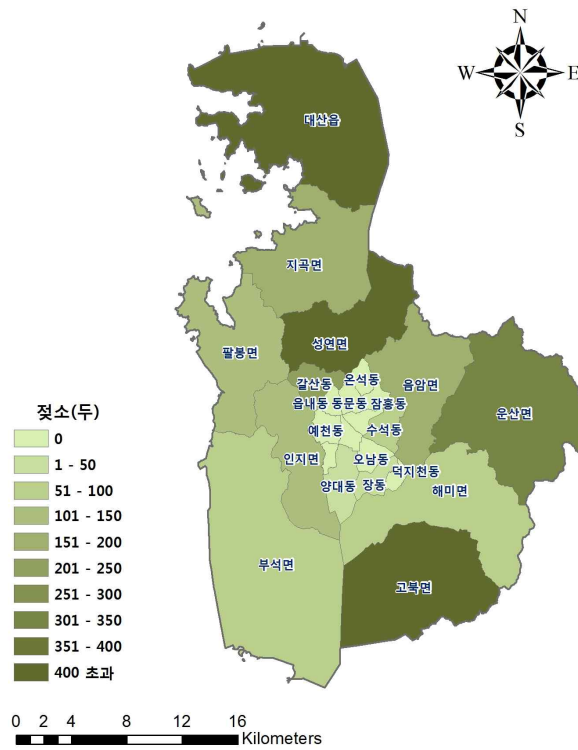 N
W E
S
대산읍
지곡면
성연면
팔봉면
음암면
운산면
갈산동 온석동
읍내동 동문동 잠홍동
예천동 수석동
인지면 오남동
덕지천동
양대동 장동
해미면
부석면
고북면
젖소(두)
0
1 - 50
51 - 100
101 - 150
151 - 200
201 - 250
251 - 300
301 - 350
351 - 400
400 초과
0 2 4 8 12 16
Kilometers